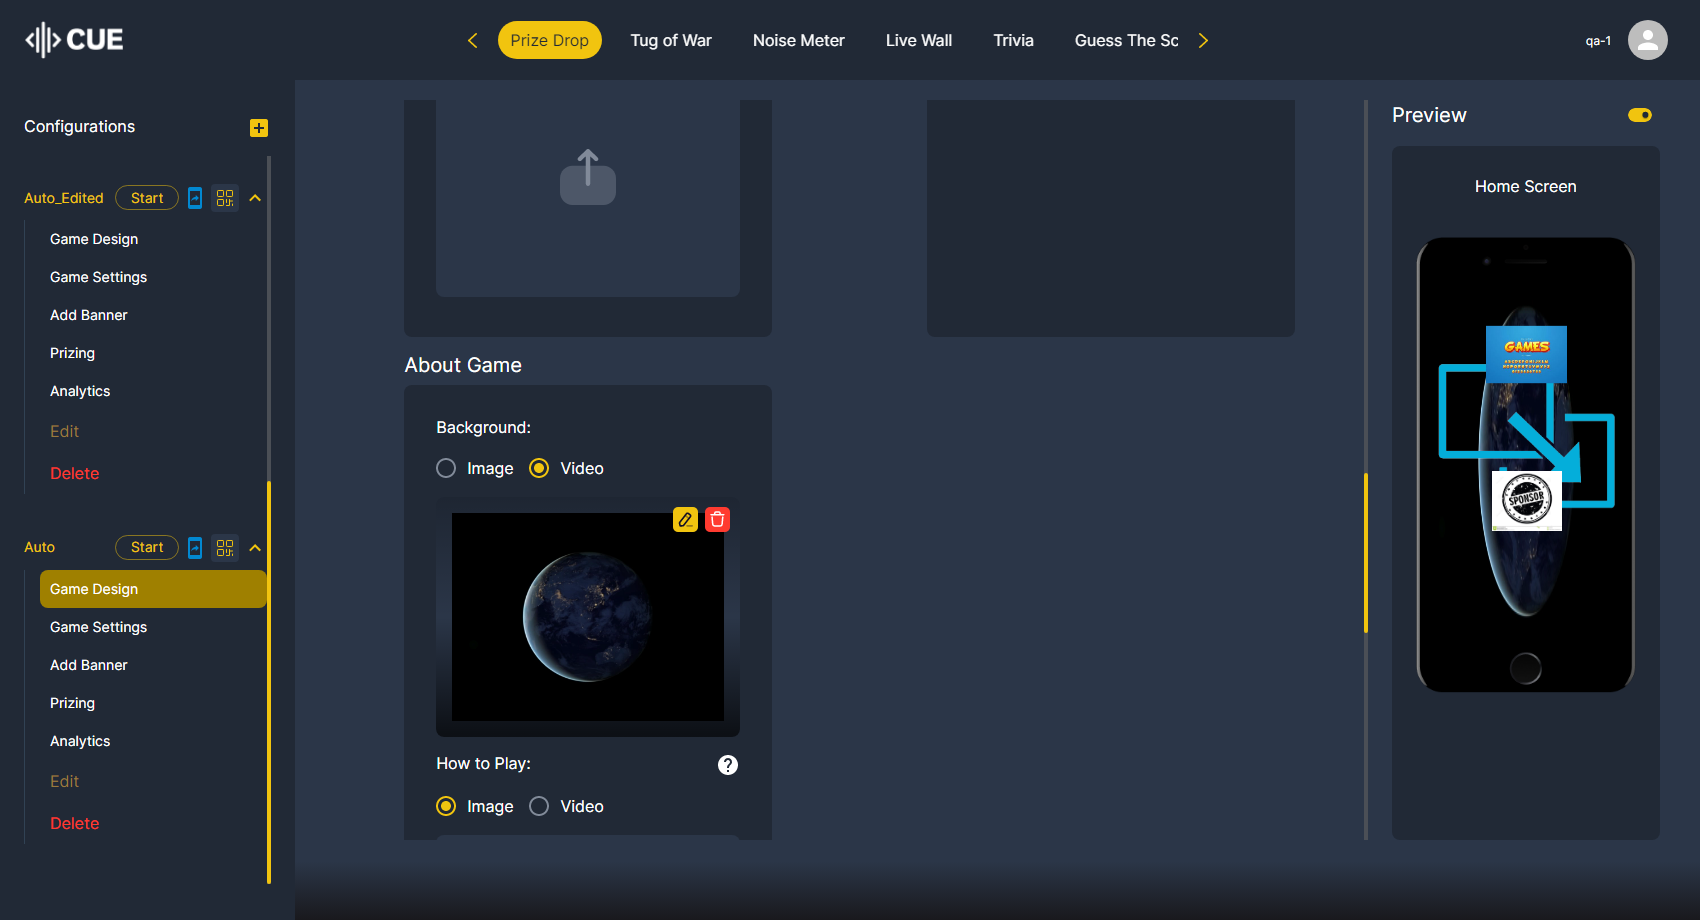 CUE
Prize Drop
Tug of War
Noise Meter
Live Wall
Trivia
Guess The Sc
qa-1
Configurations
Auto_Edited
Start
Game Design
Game Settings
Add Banner
Prizing
Analytics
Edit
Delete
Auto
Start
Game Design
Game Settings
Add Banner
Prizing
Analytics
Edit
Delete
About Game
Background:
Image
Video
How to Play:
?
Image
Video
Preview
Home Screen
GAMES
SPONSOR